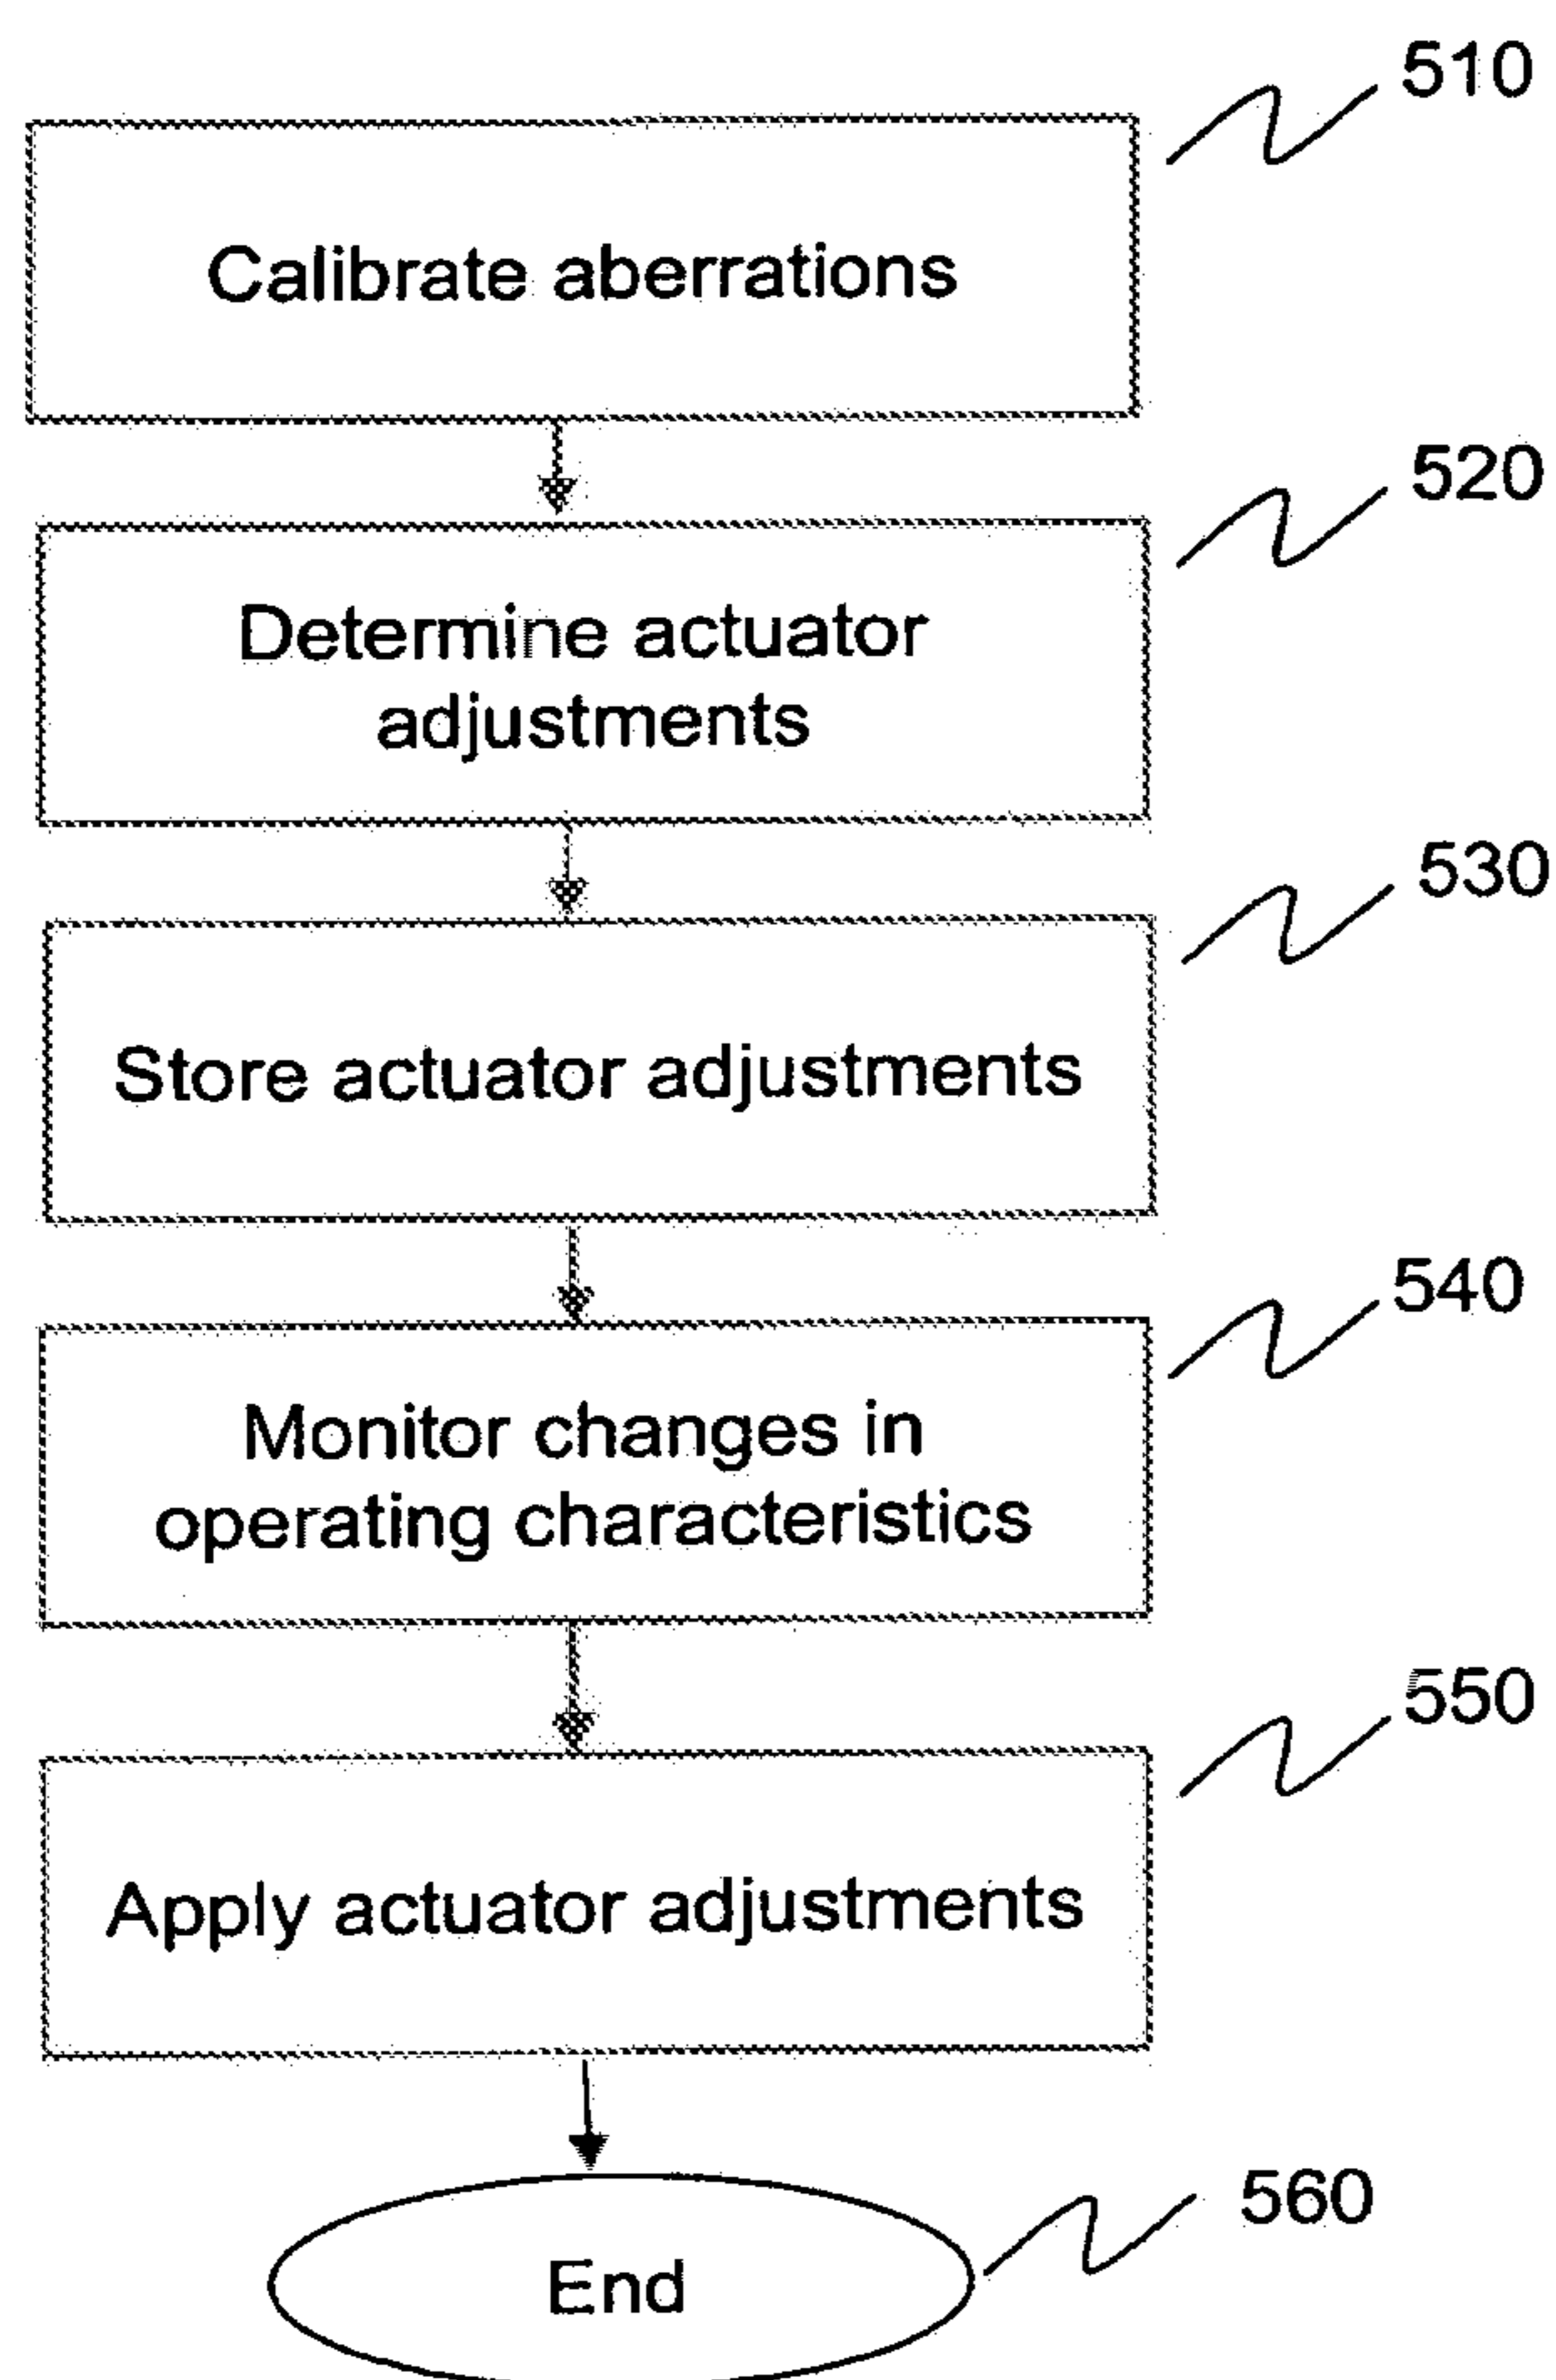 510
Calibrate aberrations
520
Determine actuator
adjustments
530
Store actuator adjustments
540
Monitor changes in
operating characteristics
550
Apply actuator adjustments
560
End